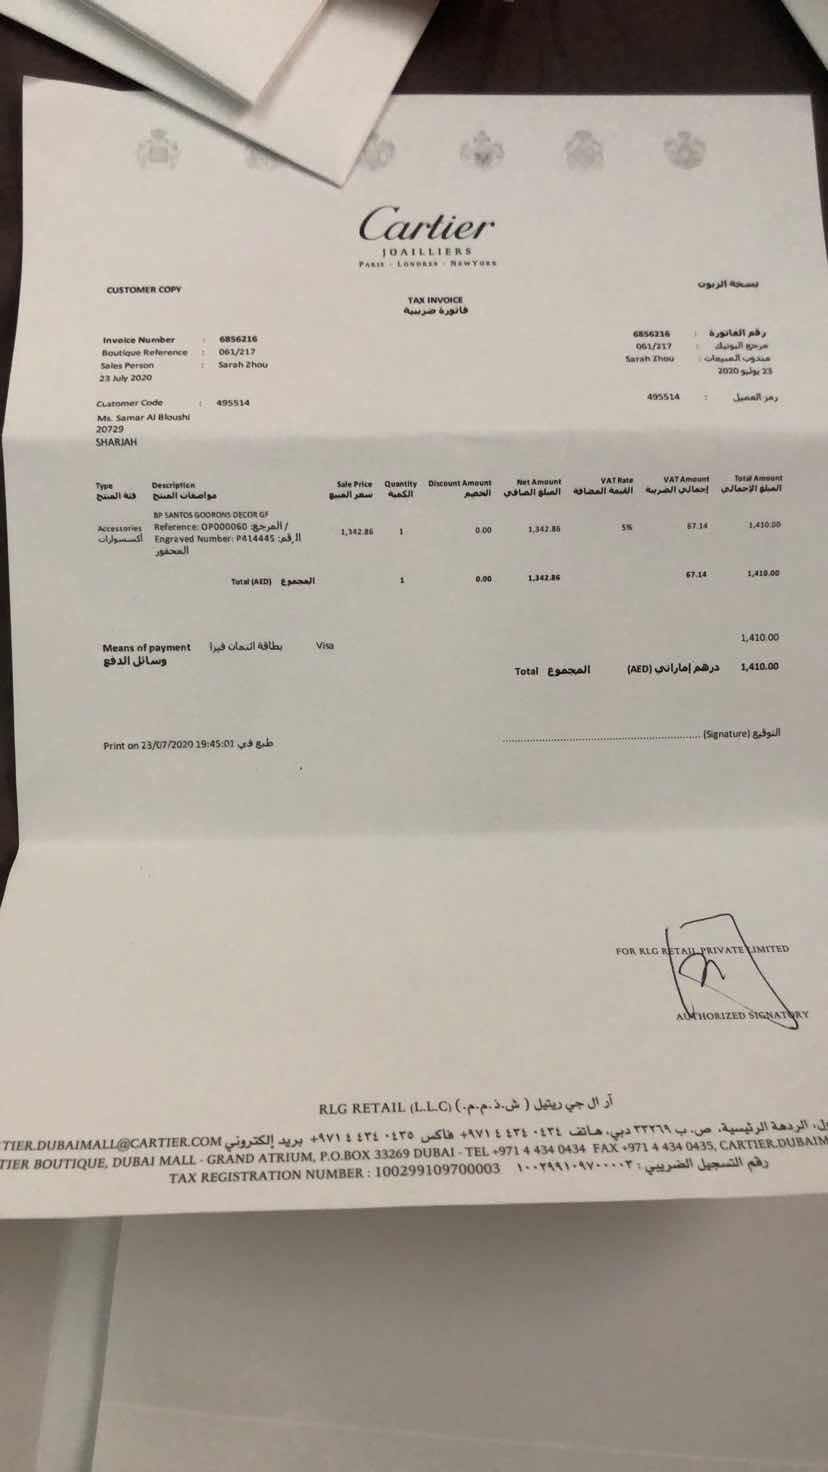 Cartier
JOAILLIERS
PARIS - LONDRES - NEWYORK
CUSTOMER COPY
نسخة الزبون
TAX INVOICE
فاتورة ضريبية
Invoice Number : 6856216
Boutique Reference : 061/217
Sales Person : Sarah Zhou
23 July 2020
رقم الفاتورة : 6856216
مرجع البوتيك : 061/217
مندوب المبيعات : Sarah Zhou
23 يوليو 2020
Customer Code : 495514
رمز العميل : 495514
Ms. Samar Al Bloushi
20729
SHARJAH
Type Description Sale Price Quantity Discount Amount Net Amount VAT Rate VAT Amount Total Amount
فئة المنتج مواصفات المنتج سعر المبيع الكمية الخصم المبلغ الصافي القيمة المضافة إجمالي الضريبة المبلغ الإجمالي
BP SANTOS GODRONS DECOR GF
Accessories Reference: OP000060 :المرجع / 1,342.86 1 0.00 1,342.86 5% 67.14 1,410.00
أكسسوارات Engraved Number: P414445 :الرقم
المحفور
Total (AED) المجموع 1 0.00 1,342.86 67.14 1,410.00
Means of payment بطاقة ائتمان فيزا Visa 1,410.00
وسائل الدفع
Total المجموع (AED) درهم إماراتي 1,410.00
Print on 23/07/2020 19:45:01 طبع في
(Signature) التوقيع
FOR RLG RETAIL PRIVATE LIMITED
AUTHORIZED SIGNATORY
RLG RETAIL (L.L.C) (.آر ال جي ريتيل ( ش.ذ.م.م
الردهة الرئيسية، ص.ب ٣٣٢٦٩ دبي، هاتف ٠٤٣٤ ٤٣٤ ٤ ٩٧١+ فاكس ٠٤٣٥ ٤٣٤ ٤ ٩٧١+ بريد إلكتروني TIER.DUBAIMALL@CARTIER.COM
TIER BOUTIQUE, DUBAI MALL - GRAND ATRIUM, P.O.BOX 33269 DUBAI - TEL +971 4 434 0434 FAX +971 4 434 0435, CARTIER.DUBAIM
TAX REGISTRATION NUMBER : 100299109700003 رقم التسجيل الضريبي : ١٠٠٢٩٩١٠٩٧٠٠٠٠٣